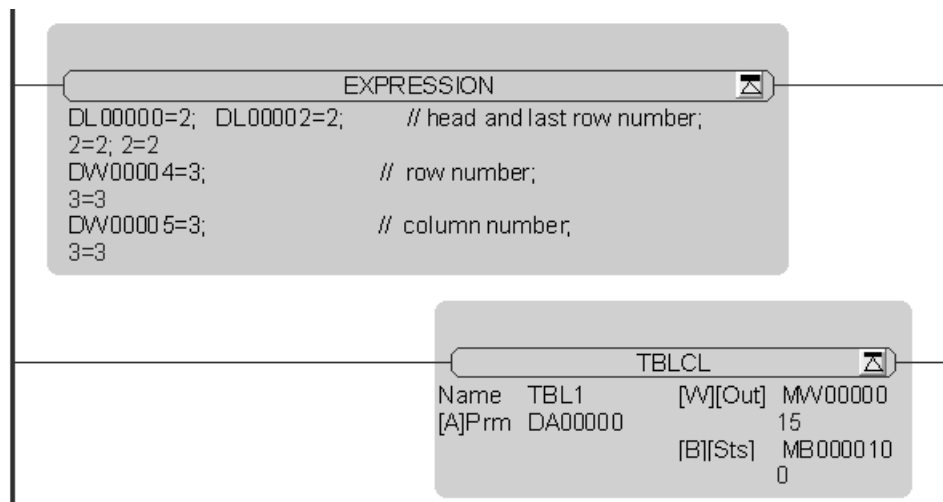 EXPRESSION
DL00000=2; DL00002=2; // head and last row number;
2=2; 2=2
DW00004=3; // row number;
3=3
DW00005=3; // column number;
3=3
TBLCL
Name TBL1 [W][Out] MW00000
[A]Prm DA00000 15
[B][Sts] MB000010
0